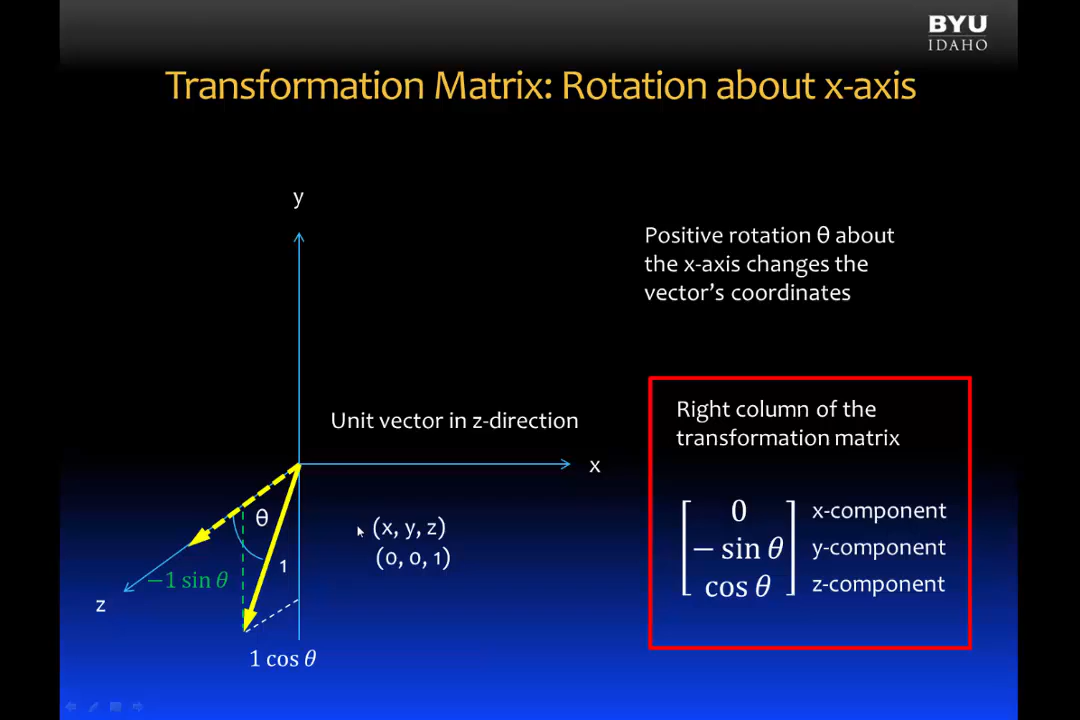 BYU
IDAHO
Transformation Matrix: Rotation about x-axis
y
Positive rotation θ about
the x-axis changes the
vector's coordinates
Unit vector in z-direction
x
θ
1
−1 sin θ
z
1 cos θ
(x, y, z)
(0, 0, 1)
Right column of the
transformation matrix
0 x-component
− sin θ y-component
cos θ z-component